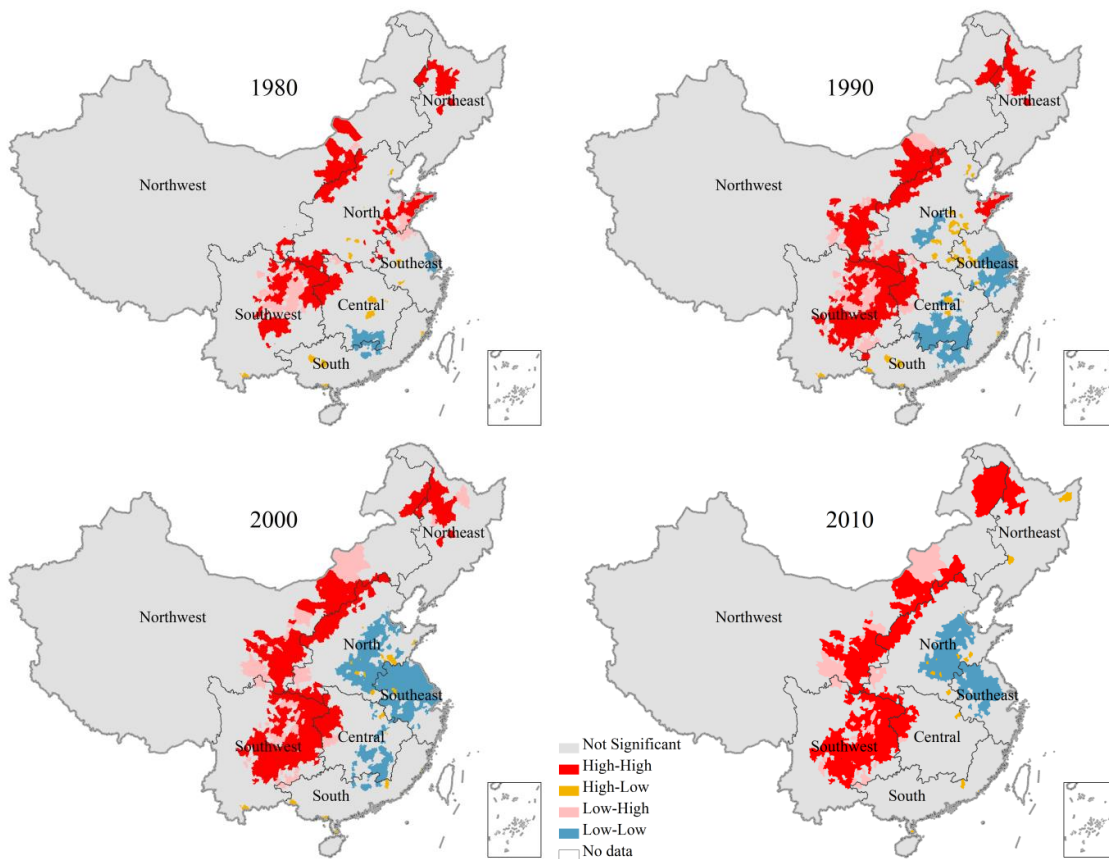 1980
Northeast
Northwest
North
Southeast
Southwest
Central
South
1990
Northeast
Northwest
North
Southeast
Southwest
Central
South
2000
Northeast
Northwest
North
Southeast
Southwest
Central
South
2010
Northeast
Northwest
North
Southeast
Southwest
Central
South
Not Significant
High-High
High-Low
Low-High
Low-Low
No data